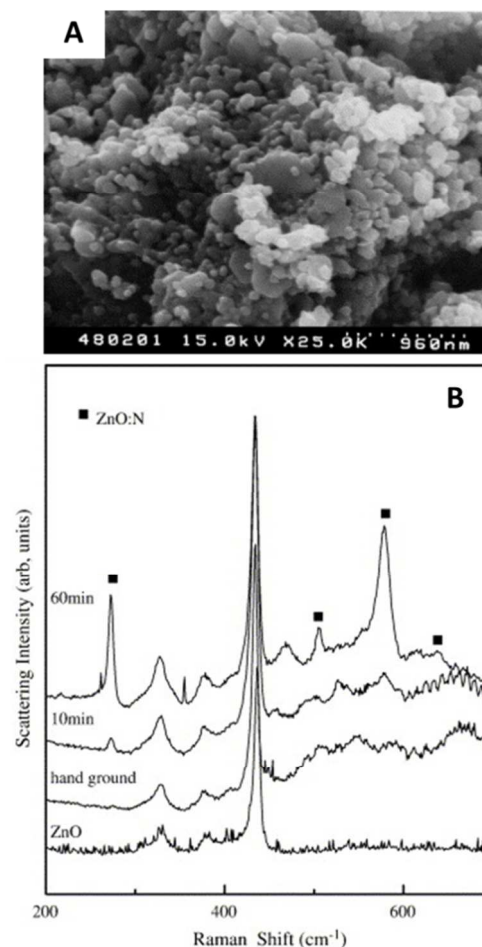 A
480201 15.0kV X25.0K 960nm
B
■ ZnO:N
Scattering Intensity (arb, units)
60min
10min
hand ground
ZnO
200 400 600
Raman Shift (cm⁻¹)